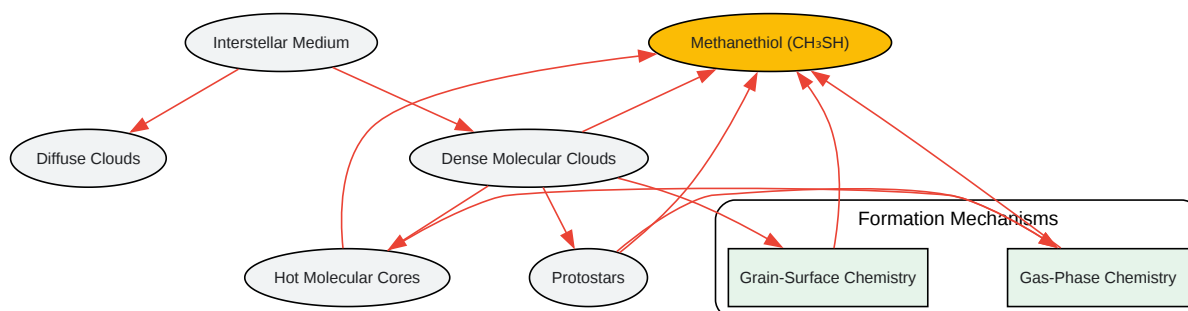 Interstellar Medium
Methanethiol (CH₃SH)
Diffuse Clouds
Dense Molecular Clouds
Formation Mechanisms
Hot Molecular Cores
Protostars
Grain-Surface Chemistry
Gas-Phase Chemistry